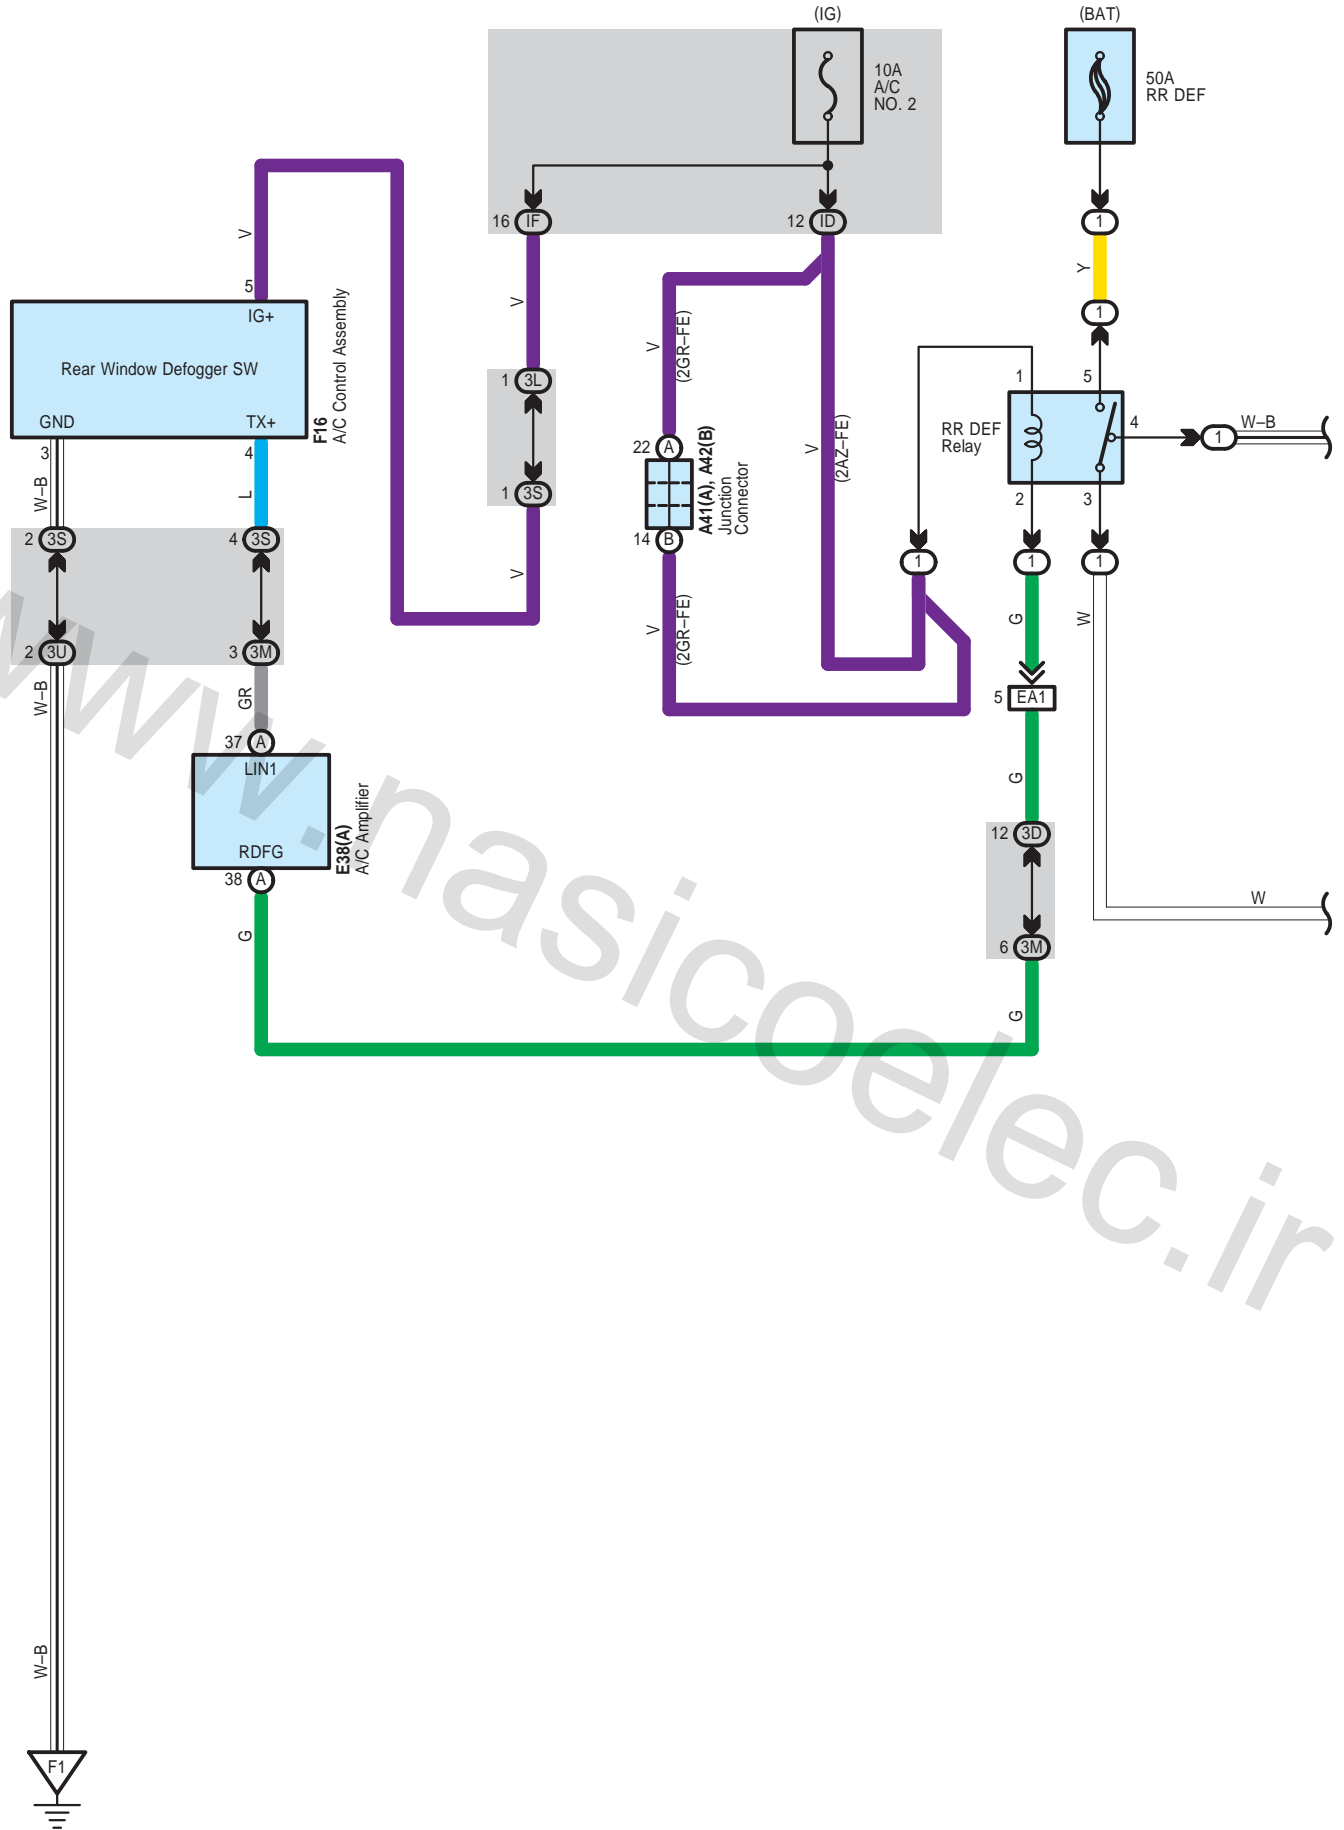 (IG)
(BAT)
10A
A/C
NO. 2
50A
RR DEF
16 IF
12 ID
1
V
5
IG+
Rear Window Defogger SW
GND
TX+
F16
A/C Control Assembly
V
V
(2GR–FE)
Y
1
1
5
4
1
W–B
RR DEF
Relay
2
3
1 3L
1 3S
V
22 A
A41(A), A42(B)
Junction
Connector
14 B
V
(2AZ–FE)
3
4
W–B
L
2 3S
4 3S
2 3U
3 3M
1
1
1
V
(2GR–FE)
G
W
5 EA1
W–B
GR
37 A
LIN1
RDFG
E38(A)
A/C Amplifier
38 A
G
G
12 3D
6 3M
G
W
W–B
F1
www.nasicoelec.ir